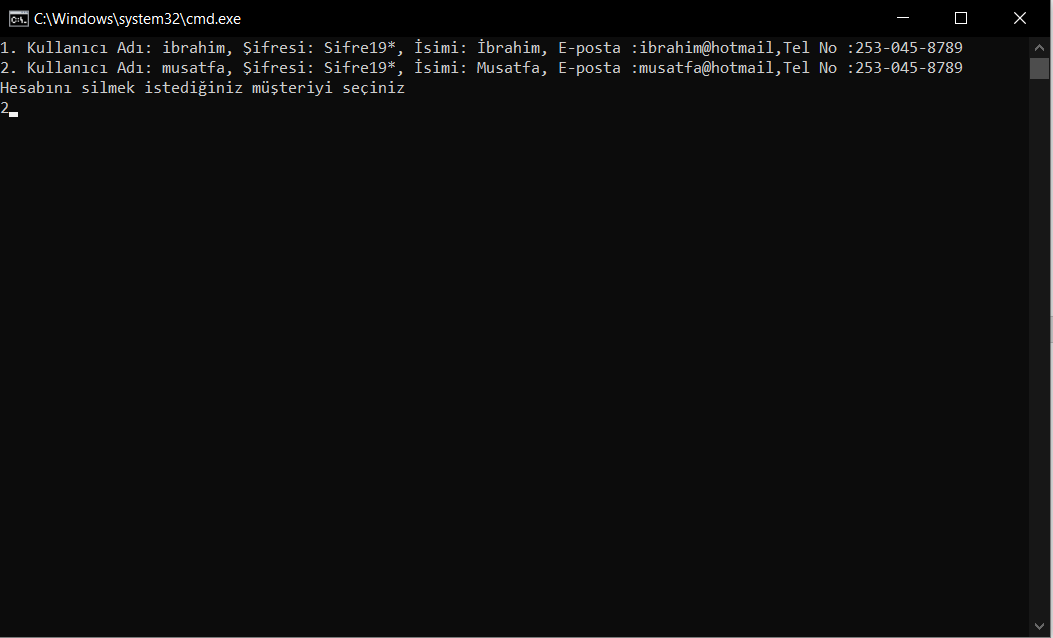 C:\Windows\system32\cmd.exe
1. Kullanıcı Adı: ibrahim, Şifresi: Sifre19*, İsimi: İbrahim, E-posta :ibrahim@hotmail,Tel No :253-045-8789
2. Kullanıcı Adı: musatfa, Şifresi: Sifre19*, İsimi: Musatfa, E-posta :musatfa@hotmail,Tel No :253-045-8789
Hesabını silmek istediğiniz müşteriyi seçiniz
2